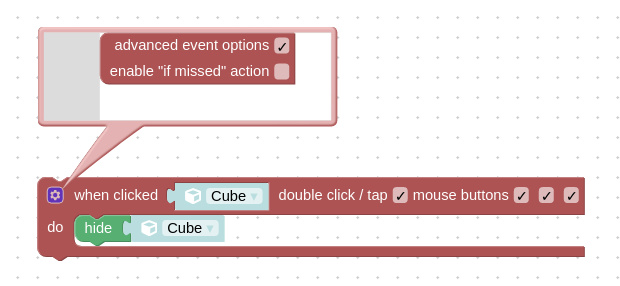 advanced event options ✓
enable "if missed" action
when clicked Cube double click / tap ✓ mouse buttons ✓ ✓ ✓
do hide Cube